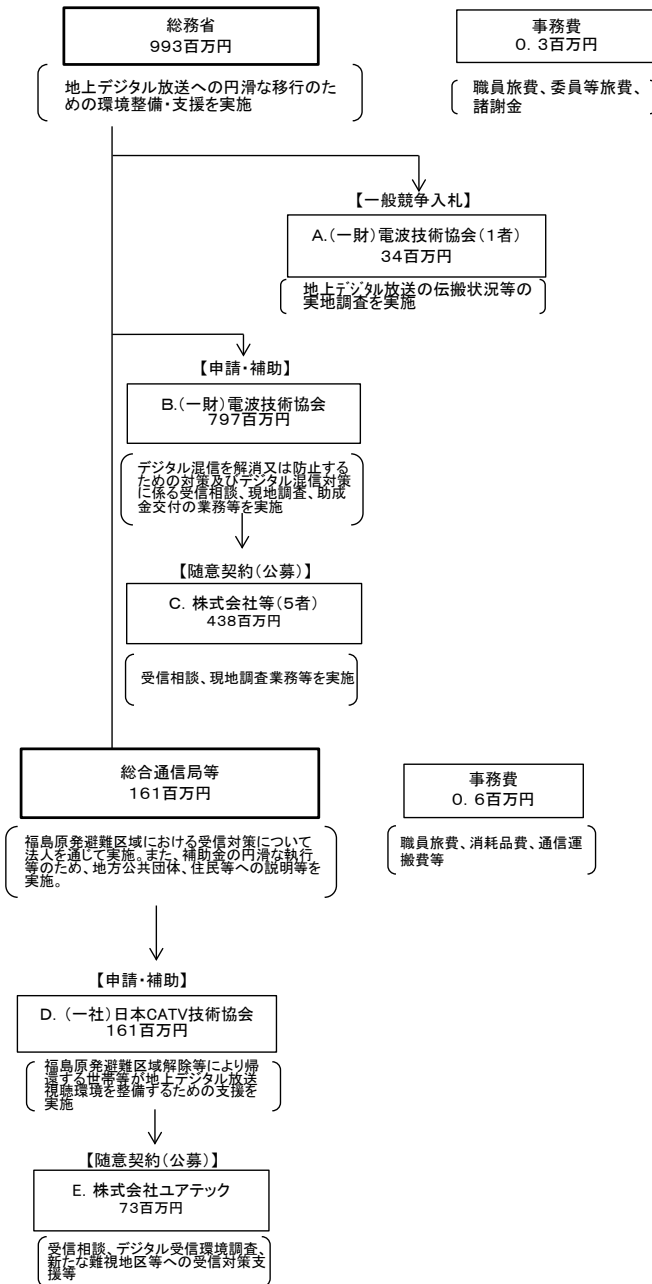 総務省
993百万円
事務費
0．3百万円
地上デジタル放送への円滑な移行のた
めの環境整備・支援を実施
職員旅費、委員等旅費、
諸謝金
【一般競争入札】
A.(一財)電波技術協会(1者)
34百万円
地上デジタル放送の伝搬状況等の
実地調査を実施
【申請・補助】
B.(一財)電波技術協会
797百万円
デジタル混信を解消又は防止する
ための対策及びデジタル混信対策
に係る受信相談、現地調査、助成
金交付の業務等を実施
【随意契約(公募)】
C．株式会社等(5者)
438百万円
受信相談、現地調査業務等を実施
総合通信局等
161百万円
事務費
0．6百万円
福島原発避難区域における受信対策について
法人を通じて実施。また、補助金の円滑な執行
等のため、地方公共団体、住民等への説明等を
実施。
職員旅費、消耗品費、通信運
搬費等
【申請・補助】
D．(一社)日本CATV技術協会
161百万円
福島原発避難区域解除等により帰
還する世帯等が地上デジタル放送
視聴環境を整備するための支援を
実施
【随意契約(公募)】
E．株式会社ユアテック
73百万円
受信相談、デジタル受信環境調査、
新たな難視地区等への受信対策支
援等